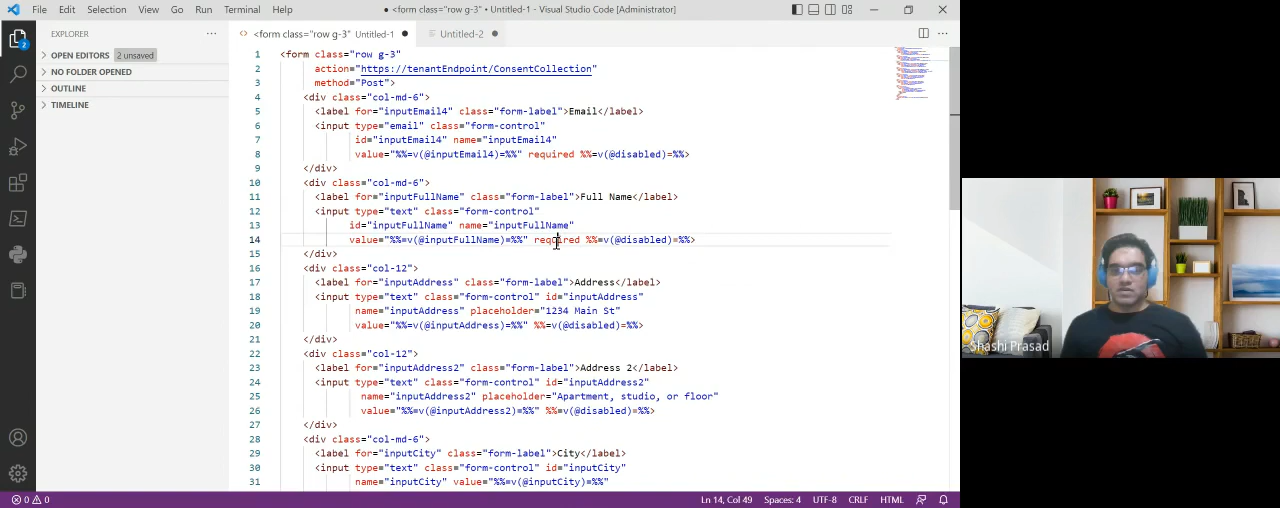 File Edit Selection View Go Run Terminal Help
● <form class="row g-3" Untitled-1 - Visual Studio Code [Administrator]
EXPLORER
OPEN EDITORS 2 unsaved
NO FOLDER OPENED
OUTLINE
TIMELINE
2
<form class="row g-3" Untitled-1 ●
Untitled-2 ●
1 <form class="row g-3"
2 action="https://tenantEndpoint/ConsentCollection"
3 method="Post">
4 <div class="col-md-6">
5 <label for="inputEmail4" class="form-label">Email</label>
6 <input type="email" class="form-control"
7 id="inputEmail4" name="inputEmail4"
8 value="%%=v(@inputEmail4)=%%" required %%=v(@disabled)=%%>
9 </div>
10 <div class="col-md-6">
11 <label for="inputFullName" class="form-label">Full Name</label>
12 <input type="text" class="form-control"
13 id="inputFullName" name="inputFullName"
14 value="%%=v(@inputFullName)=%%" required %%=v(@disabled)=%%>
15 </div>
16 <div class="col-12">
17 <label for="inputAddress" class="form-label">Address</label>
18 <input type="text" class="form-control" id="inputAddress"
19 name="inputAddress" placeholder="1234 Main St"
20 value="%%=v(@inputAddress)=%%" %%=v(@disabled)=%%>
21 </div>
22 <div class="col-12">
23 <label for="inputAddress2" class="form-label">Address 2</label>
24 <input type="text" class="form-control" id="inputAddress2"
25 name="inputAddress2" placeholder="Apartment, studio, or floor"
26 value="%%=v(@inputAddress2)=%%" %%=v(@disabled)=%%>
27 </div>
28 <div class="col-md-6">
29 <label for="inputCity" class="form-label">City</label>
30 <input type="text" class="form-control" id="inputCity"
31 name="inputCity" value="%%=v(@inputCity)=%%"
Shashi Prasad
0 0
Ln 14, Col 49 Spaces: 4 UTF-8 CRLF HTML